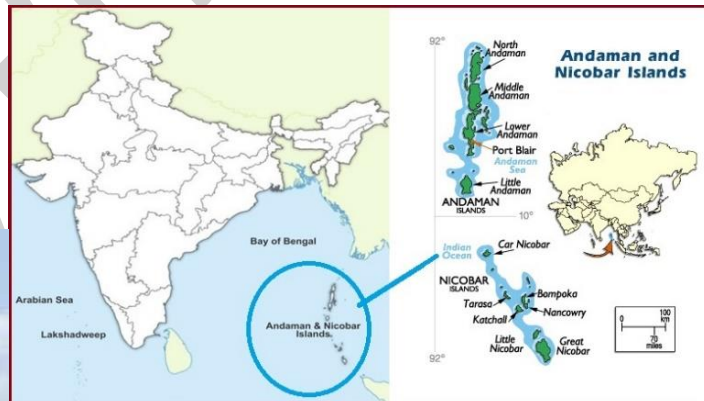 Bay of Bengal
Arabian Sea
Andaman & Nicobar
Islands
Lakshadweep
92°
Andaman and
Nicobar Islands
North
Andaman
Middle
Andaman
Lower
Andaman
Port Blair
Andaman
Sea
Little
Andaman
ANDAMAN
ISLANDS
10°
Indian
Ocean
Car Nicobar
NICOBAR
ISLANDS
Tarasa
Bompoka
Katchall
Nancowry
Little
Nicobar
Great
Nicobar
92°
0
100
km
0
70
miles